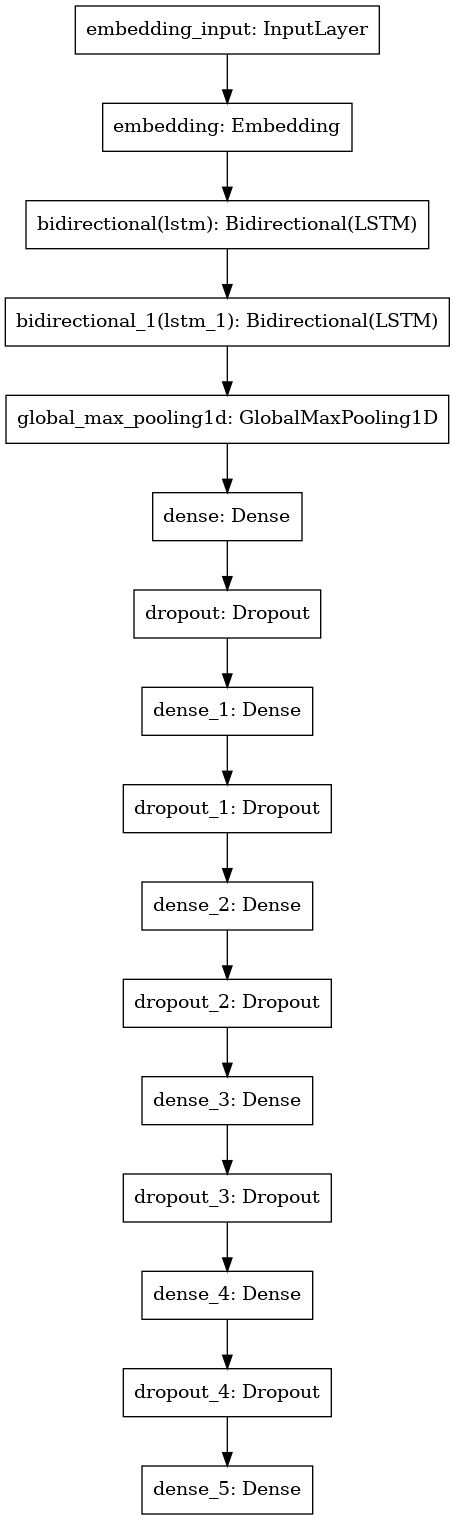 embedding_input: InputLayer
embedding: Embedding
bidirectional(lstm): Bidirectional(LSTM)
bidirectional_1(lstm_1): Bidirectional(LSTM)
global_max_pooling1d: GlobalMaxPooling1D
dense: Dense
dropout: Dropout
dense_1: Dense
dropout_1: Dropout
dense_2: Dense
dropout_2: Dropout
dense_3: Dense
dropout_3: Dropout
dense_4: Dense
dropout_4: Dropout
dense_5: Dense